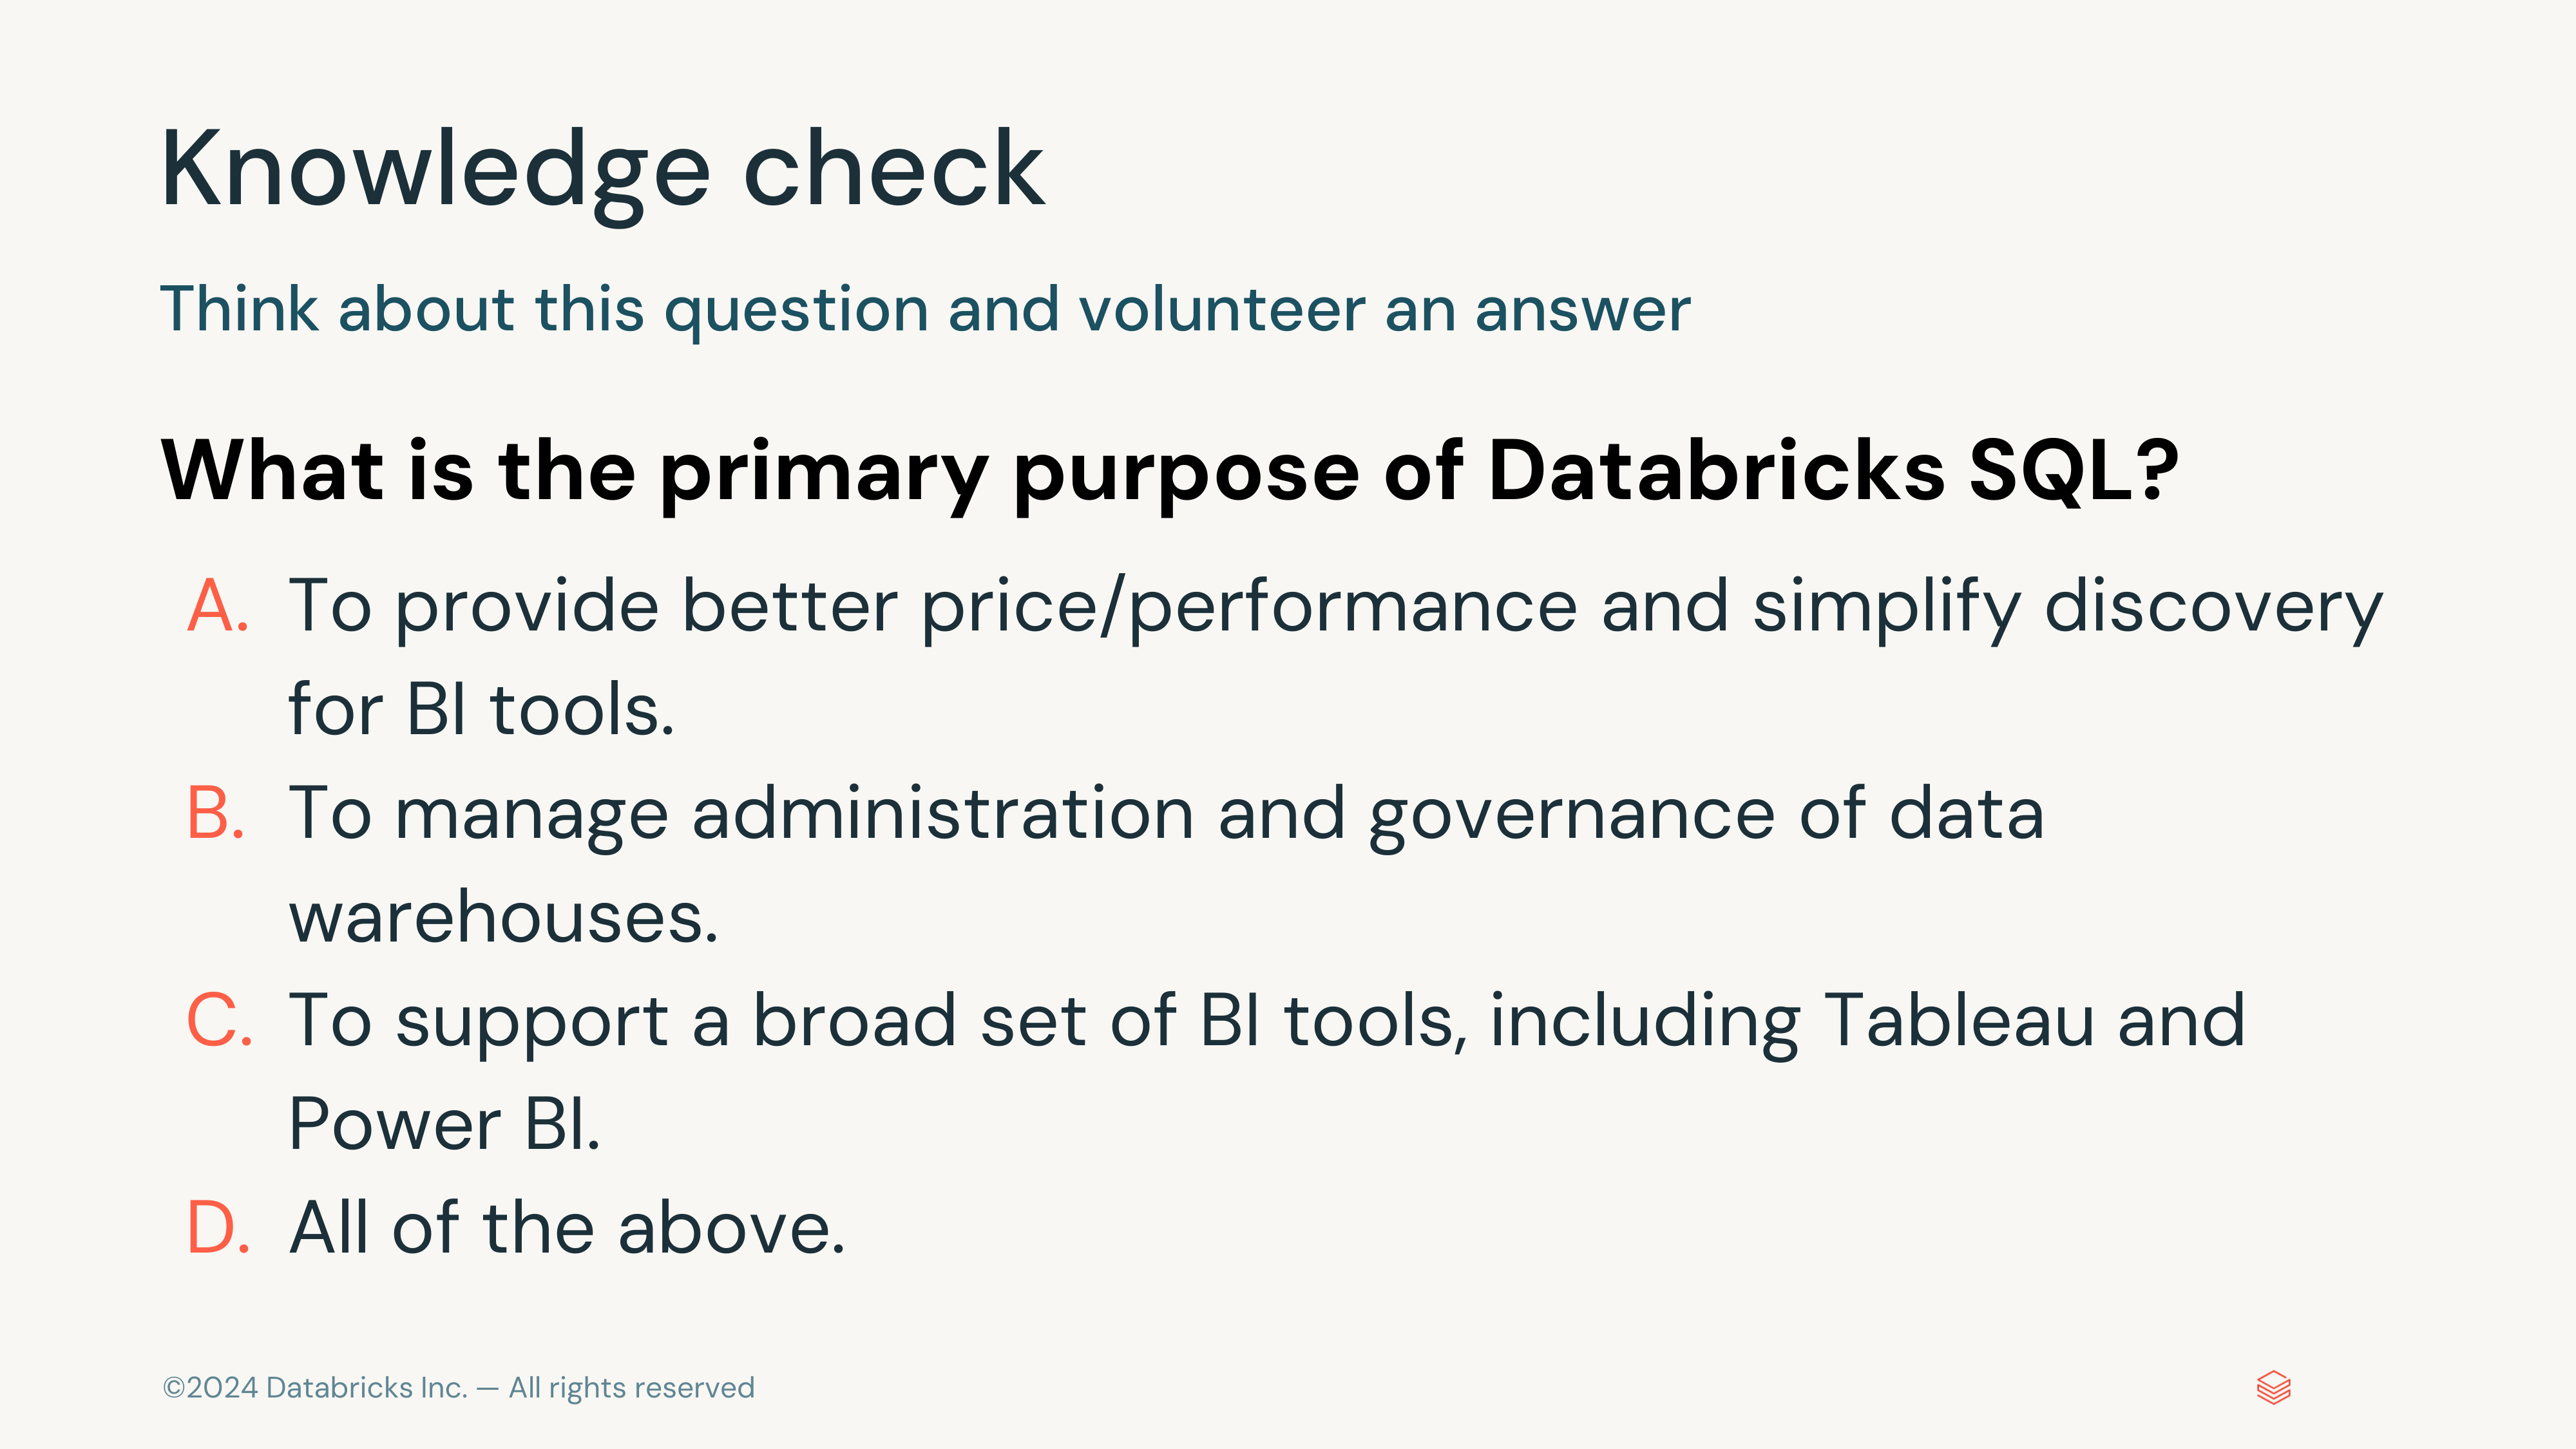 Knowledge check
Think about this question and volunteer an answer
What is the primary purpose of Databricks SQL?
A. To provide better price/performance and simplify discovery
for BI tools.
B. To manage administration and governance of data
warehouses.
C. To support a broad set of BI tools, including Tableau and
Power BI.
D. All of the above.
©2024 Databricks Inc. — All rights reserved